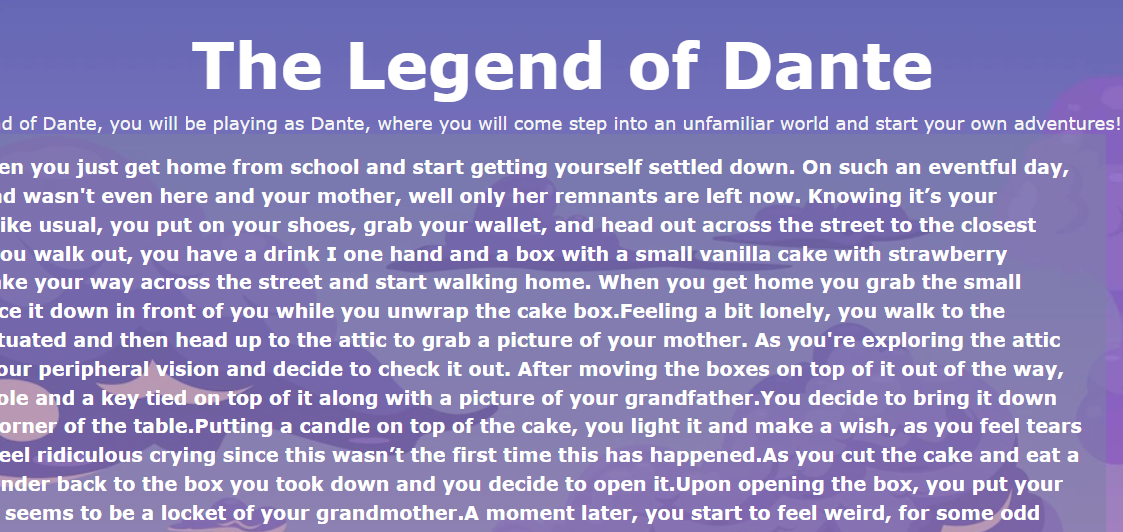 The Legend of Dante
d of Dante, you will be playing as Dante, where you will come step into an unfamiliar world and start your own adventures!
en you just get home from school and start getting yourself settled down. On such an eventful day,
d wasn't even here and your mother, well only her remnants are left now. Knowing it’s your
ike usual, you put on your shoes, grab your wallet, and head out across the street to the closest
ou walk out, you have a drink I one hand and a box with a small vanilla cake with strawberry
ke your way across the street and start walking home. When you get home you grab the small
ce it down in front of you while you unwrap the cake box.Feeling a bit lonely, you walk to the
tuated and then head up to the attic to grab a picture of your mother. As you're exploring the attic
our peripheral vision and decide to check it out. After moving the boxes on top of it out of the way,
ole and a key tied on top of it along with a picture of your grandfather.You decide to bring it down
orner of the table.Putting a candle on top of the cake, you light it and make a wish, as you feel tears
eel ridiculous crying since this wasn’t the first time this has happened.As you cut the cake and eat a
nder back to the box you took down and you decide to open it.Upon opening the box, you put your
seems to be a locket of your grandmother.A moment later, you start to feel weird, for some odd